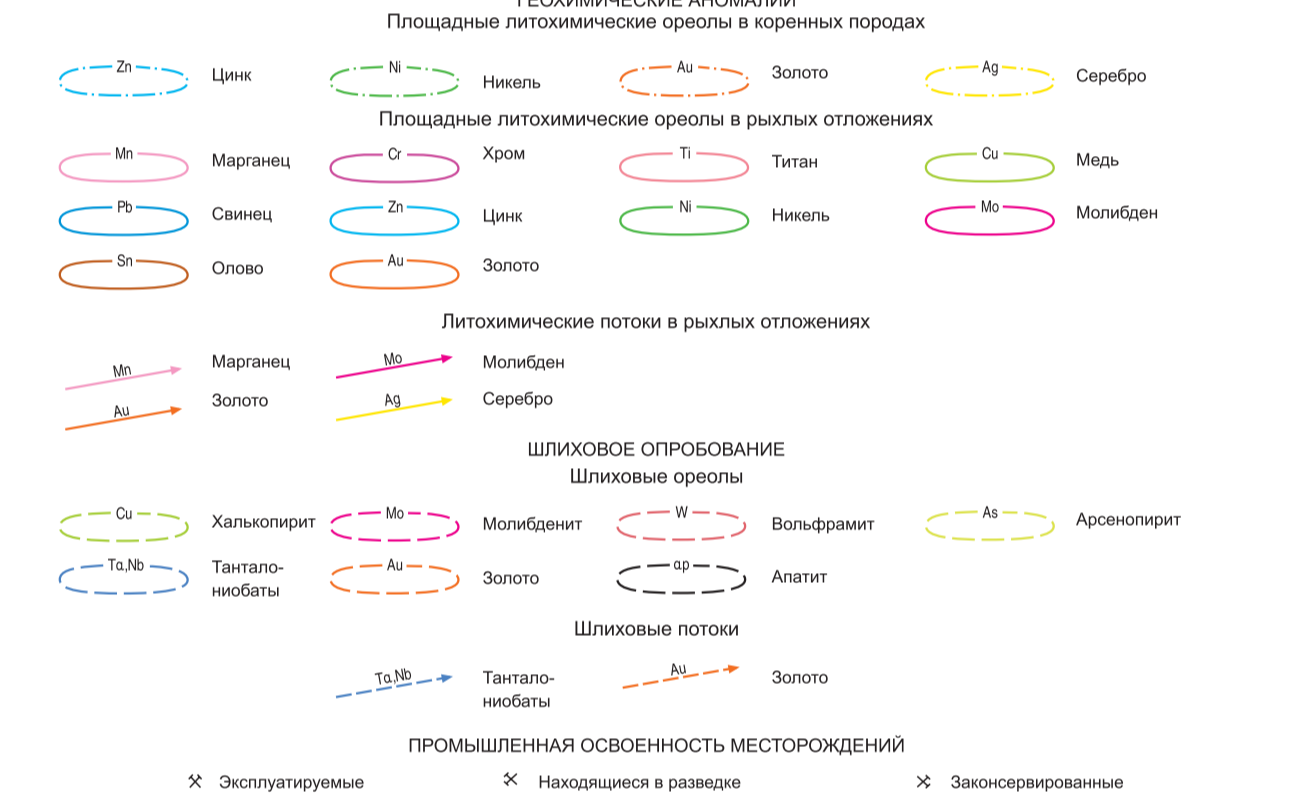 ГЕОХИМИЧЕСКИЕ АНОМАЛИИ
Площадные литохимические ореолы в коренных породах
Zn Цинк Ni Никель Au Золото Ag Серебро
Площадные литохимические ореолы в рыхлых отложениях
Mn Марганец Cr Хром Ti Титан Cu Медь
Pb Свинец Zn Цинк Ni Никель Mo Молибден
Sn Олово Au Золото
Литохимические потоки в рыхлых отложениях
Mn Марганец Mo Молибден
Au Золото Ag Серебро
ШЛИХОВОЕ ОПРОБОВАНИЕ
Шлиховые ореолы
Cu Халькопирит Mo Молибденит W Вольфрамит As Арсенопирит
Ta,Nb Тантало-
ниобаты
Au Золото ap Апатит
Шлиховые потоки
Ta,Nb Тантало-
ниобаты
Au Золото
ПРОМЫШЛЕННАЯ ОСВОЕННОСТЬ МЕСТОРОЖДЕНИЙ
Эксплуатируемые Находящиеся в разведке Законсервированные